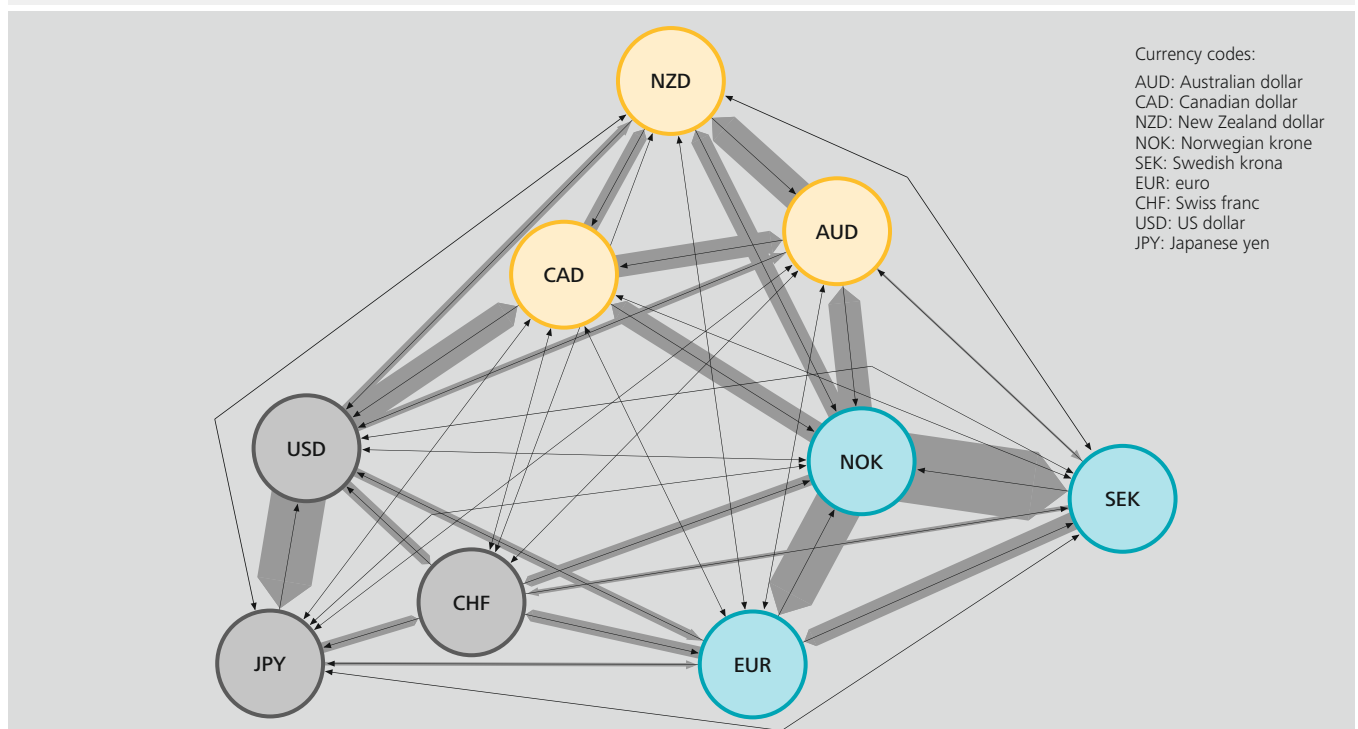 NZD
Currency codes:
AUD: Australian dollar
CAD: Canadian dollar
NZD: New Zealand dollar
NOK: Norwegian krone
SEK: Swedish krona
EUR: euro
CHF: Swiss franc
USD: US dollar
JPY: Japanese yen
AUD
CAD
USD
NOK
SEK
CHF
JPY
EUR